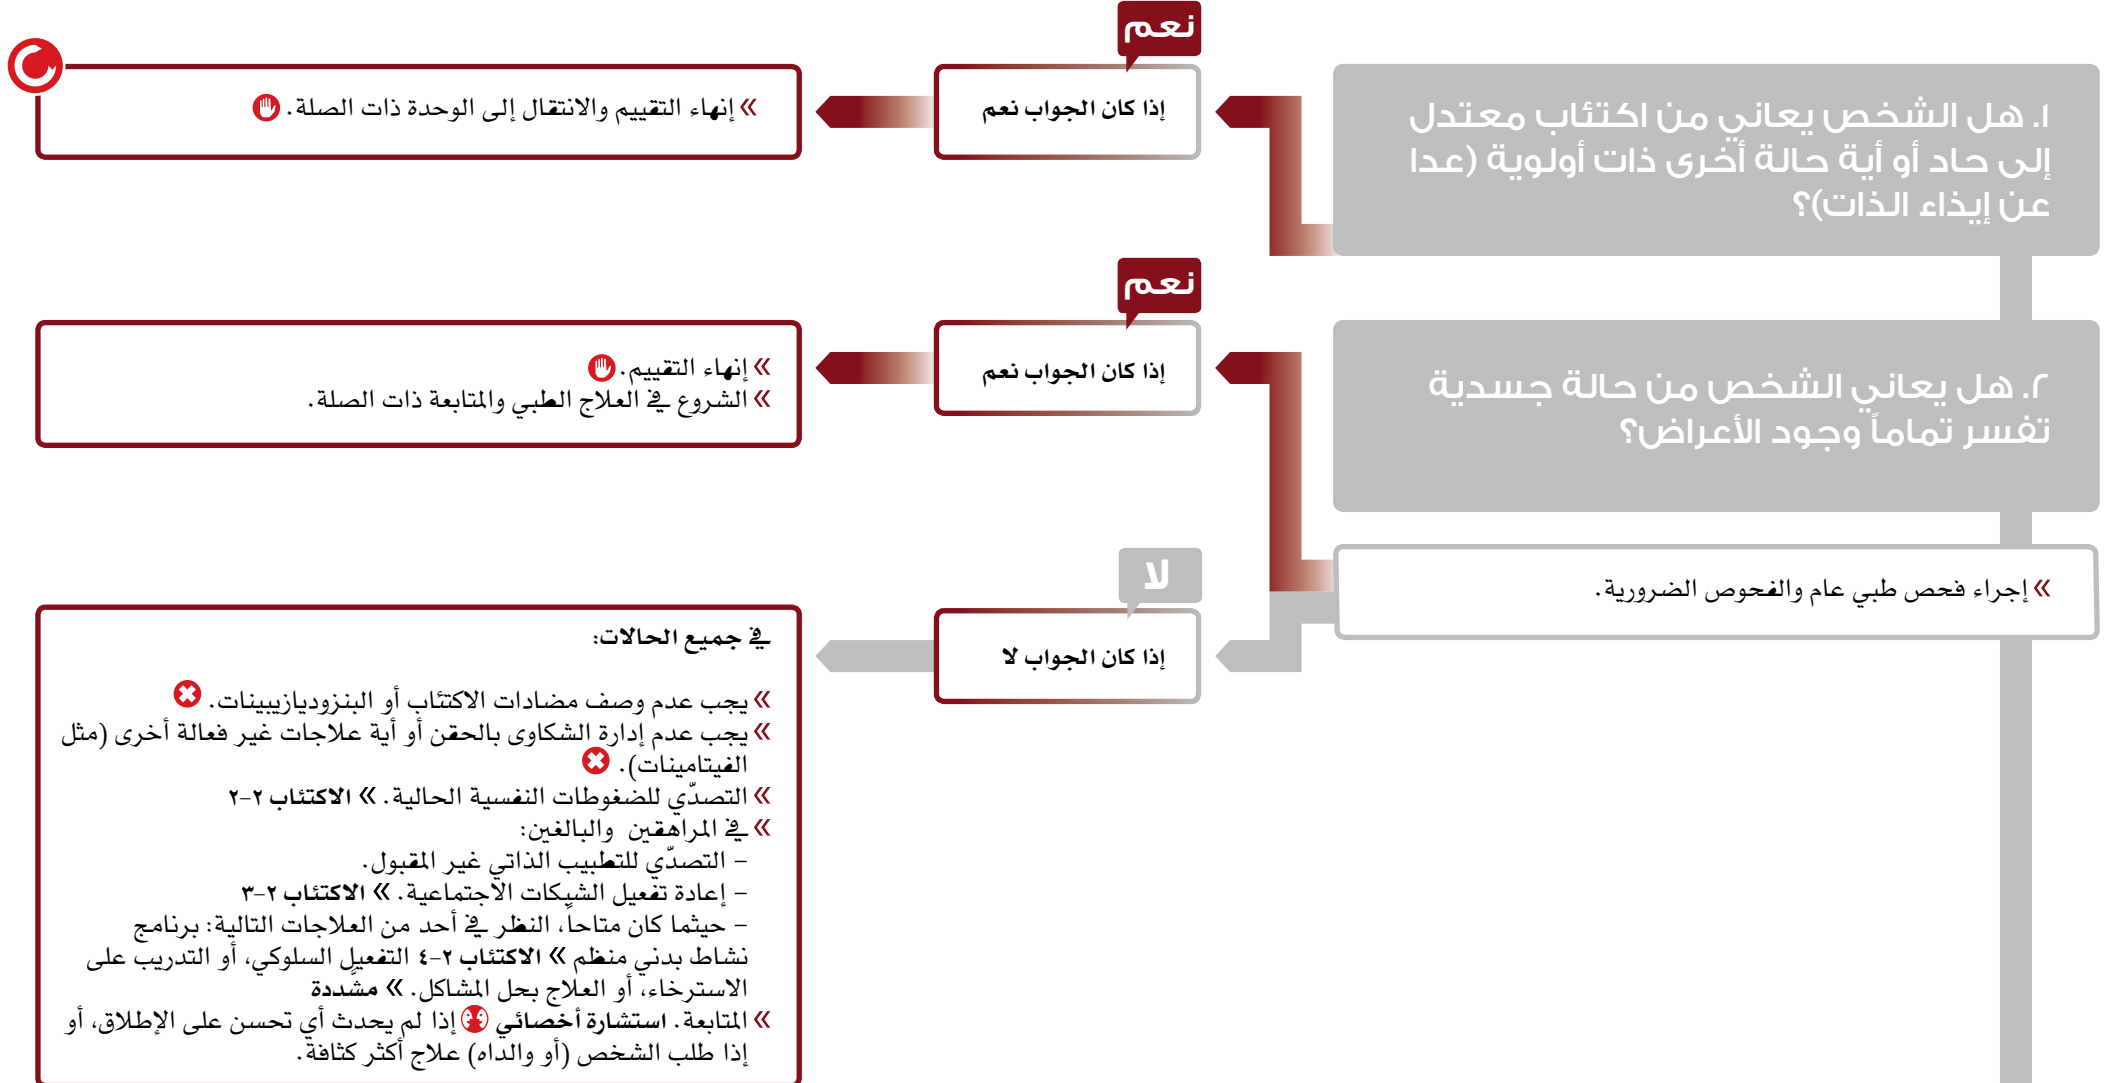 ١. هل الشخص يعاني من اكتئاب معتدل
إلى حاد أو أية حالة أخرى ذات أولوية (عدا
عن إيذاء الذات)؟
نعم
إذا كان الجواب نعم
» إنهاء التقييم والانتقال إلى الوحدة ذات الصلة.
٢. هل يعاني الشخص من حالة جسدية
تفسر تماماً وجود الأعراض؟
» إجراء فحص طبي عام والفحوص الضرورية.
نعم
إذا كان الجواب نعم
» إنهاء التقييم.
» الشروع في العلاج الطبي والمتابعة ذات الصلة.
لا
إذا كان الجواب لا
في جميع الحالات:
» يجب عدم وصف مضادات الاكتئاب أو البنزوديازيبينات.
» يجب عدم إدارة الشكاوى بالحقن أو أية علاجات غير فعالة أخرى (مثل
الفيتامينات).
» التصدّي للضغوطات النفسية الحالية. » الاكتئاب ٢-٢
» في المراهقين والبالغين:
– التصدّي للتطبيب الذاتي غير المقبول.
– إعادة تفعيل الشبكات الاجتماعية. » الاكتئاب ٢-٣
– حيثما كان متاحاً، النظر في أحد من العلاجات التالية: برنامج
نشاط بدني منظم » الاكتئاب ٢-٤ التفعيل السلوكي، أو التدريب على
الاسترخاء، أو العلاج بحل المشاكل. » مشّددة
» المتابعة. استشارة أخصائي إذا لم يحدث أي تحسن على الإطلاق، أو
إذا طلب الشخص (أو والداه) علاج أكثر كثافة.